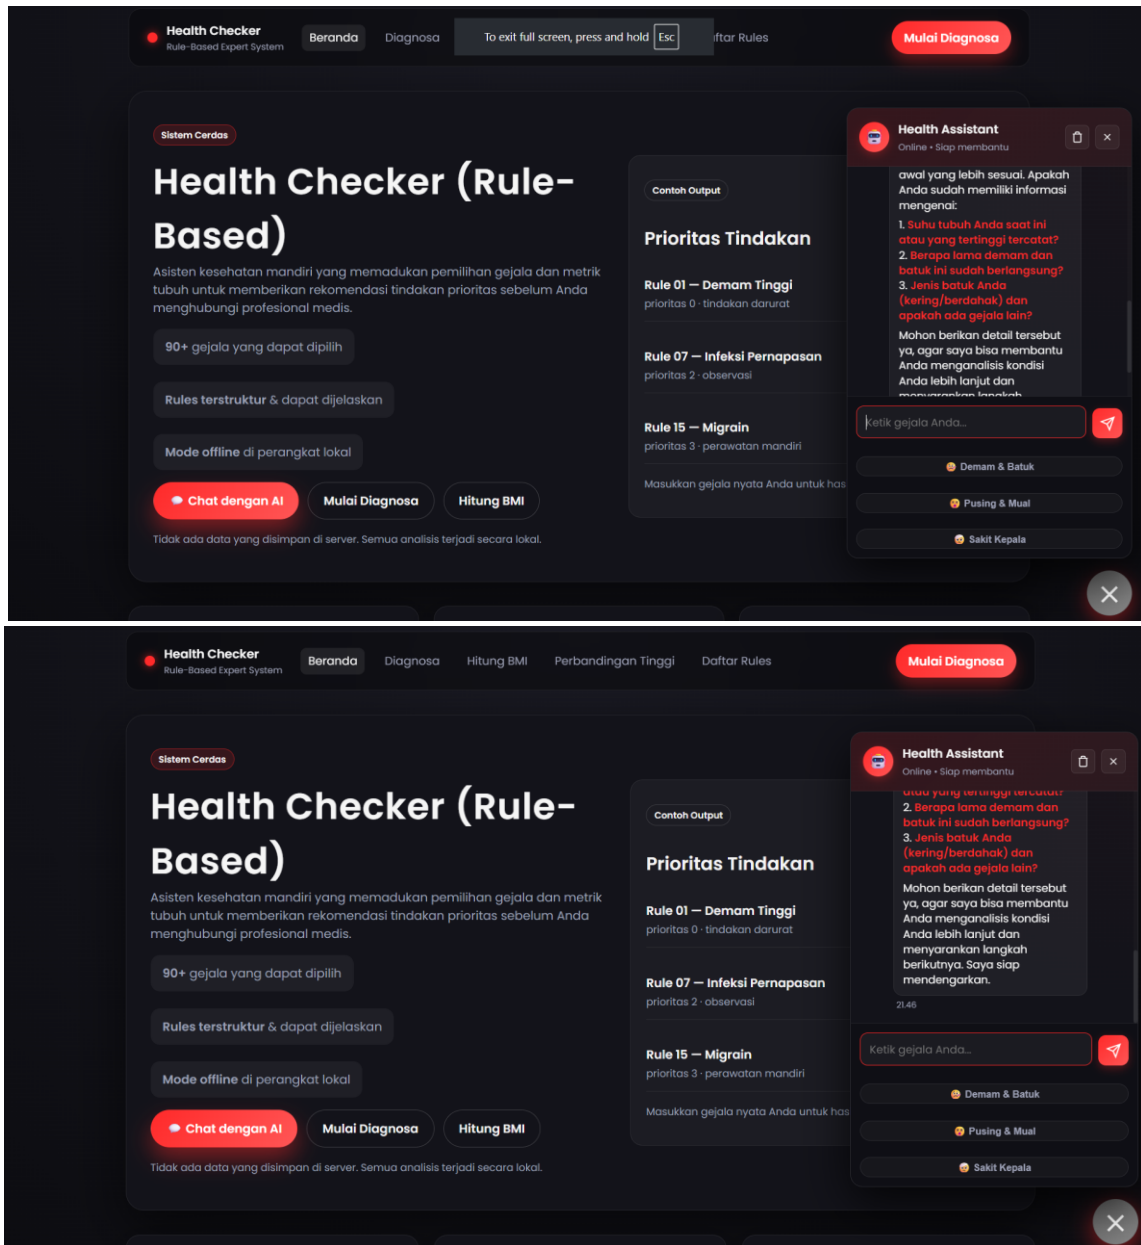 Health Checker
Rule-Based Expert System
Beranda
Diagnosa
To exit full screen, press and hold Esc
ftar Rules
Mulai Diagnosa
Sistem Cerdas
Health Checker (Rule-
Based)
Asisten kesehatan mandiri yang memadukan pemilihan gejala dan metrik
tubuh untuk memberikan rekomendasi tindakan prioritas sebelum Anda
menghubungi profesional medis.
90+ gejala yang dapat dipilih
Rules terstruktur & dapat dijelaskan
Mode offline di perangkat lokal
Chat dengan AI
Mulai Diagnosa
Hitung BMI
Tidak ada data yang disimpan di server. Semua analisis terjadi secara lokal.
Contoh Output
Prioritas Tindakan
Rule 01 — Demam Tinggi
prioritas 0 · tindakan darurat
Rule 07 — Infeksi Pernapasan
prioritas 2 · observasi
Rule 15 — Migrain
prioritas 3 · perawatan mandiri
Masukkan gejala nyata Anda untuk has
Health Assistant
Online • Siap membantu
awal yang lebih sesuai. Apakah
Anda sudah memiliki informasi
mengenai:
1. Suhu tubuh Anda saat ini
atau yang tertinggi tercatat?
2. Berapa lama demam dan
batuk ini sudah berlangsung?
3. Jenis batuk Anda
(kering/berdahak) dan
apakah ada gejala lain?
Mohon berikan detail tersebut
ya, agar saya bisa membantu
Anda menganalisis kondisi
Anda lebih lanjut dan
menyarankan langkah
Ketik gejala Anda...
Demam & Batuk
Pusing & Mual
Sakit Kepala
Health Checker
Rule-Based Expert System
Beranda
Diagnosa
Hitung BMI
Perbandingan Tinggi
Daftar Rules
Mulai Diagnosa
Sistem Cerdas
Health Checker (Rule-
Based)
Asisten kesehatan mandiri yang memadukan pemilihan gejala dan metrik
tubuh untuk memberikan rekomendasi tindakan prioritas sebelum Anda
menghubungi profesional medis.
90+ gejala yang dapat dipilih
Rules terstruktur & dapat dijelaskan
Mode offline di perangkat lokal
Chat dengan AI
Mulai Diagnosa
Hitung BMI
Tidak ada data yang disimpan di server. Semua analisis terjadi secara lokal.
Contoh Output
Prioritas Tindakan
Rule 01 — Demam Tinggi
prioritas 0 · tindakan darurat
Rule 07 — Infeksi Pernapasan
prioritas 2 · observasi
Rule 15 — Migrain
prioritas 3 · perawatan mandiri
Masukkan gejala nyata Anda untuk has
Health Assistant
Online • Siap membantu
atau yang tertinggi tercatat?
2. Berapa lama demam dan
batuk ini sudah berlangsung?
3. Jenis batuk Anda
(kering/berdahak) dan
apakah ada gejala lain?
Mohon berikan detail tersebut
ya, agar saya bisa membantu
Anda menganalisis kondisi
Anda lebih lanjut dan
menyarankan langkah
berikutnya. Saya siap
mendengarkan.
21.46
Ketik gejala Anda...
Demam & Batuk
Pusing & Mual
Sakit Kepala